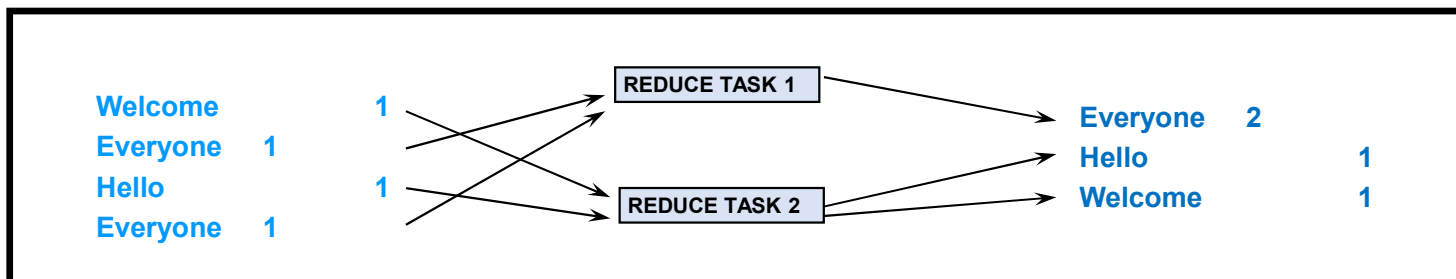 Welcome 1
Everyone 1
Hello 1
Everyone 1
REDUCE TASK 1
REDUCE TASK 2
Everyone 2
Hello 1
Welcome 1